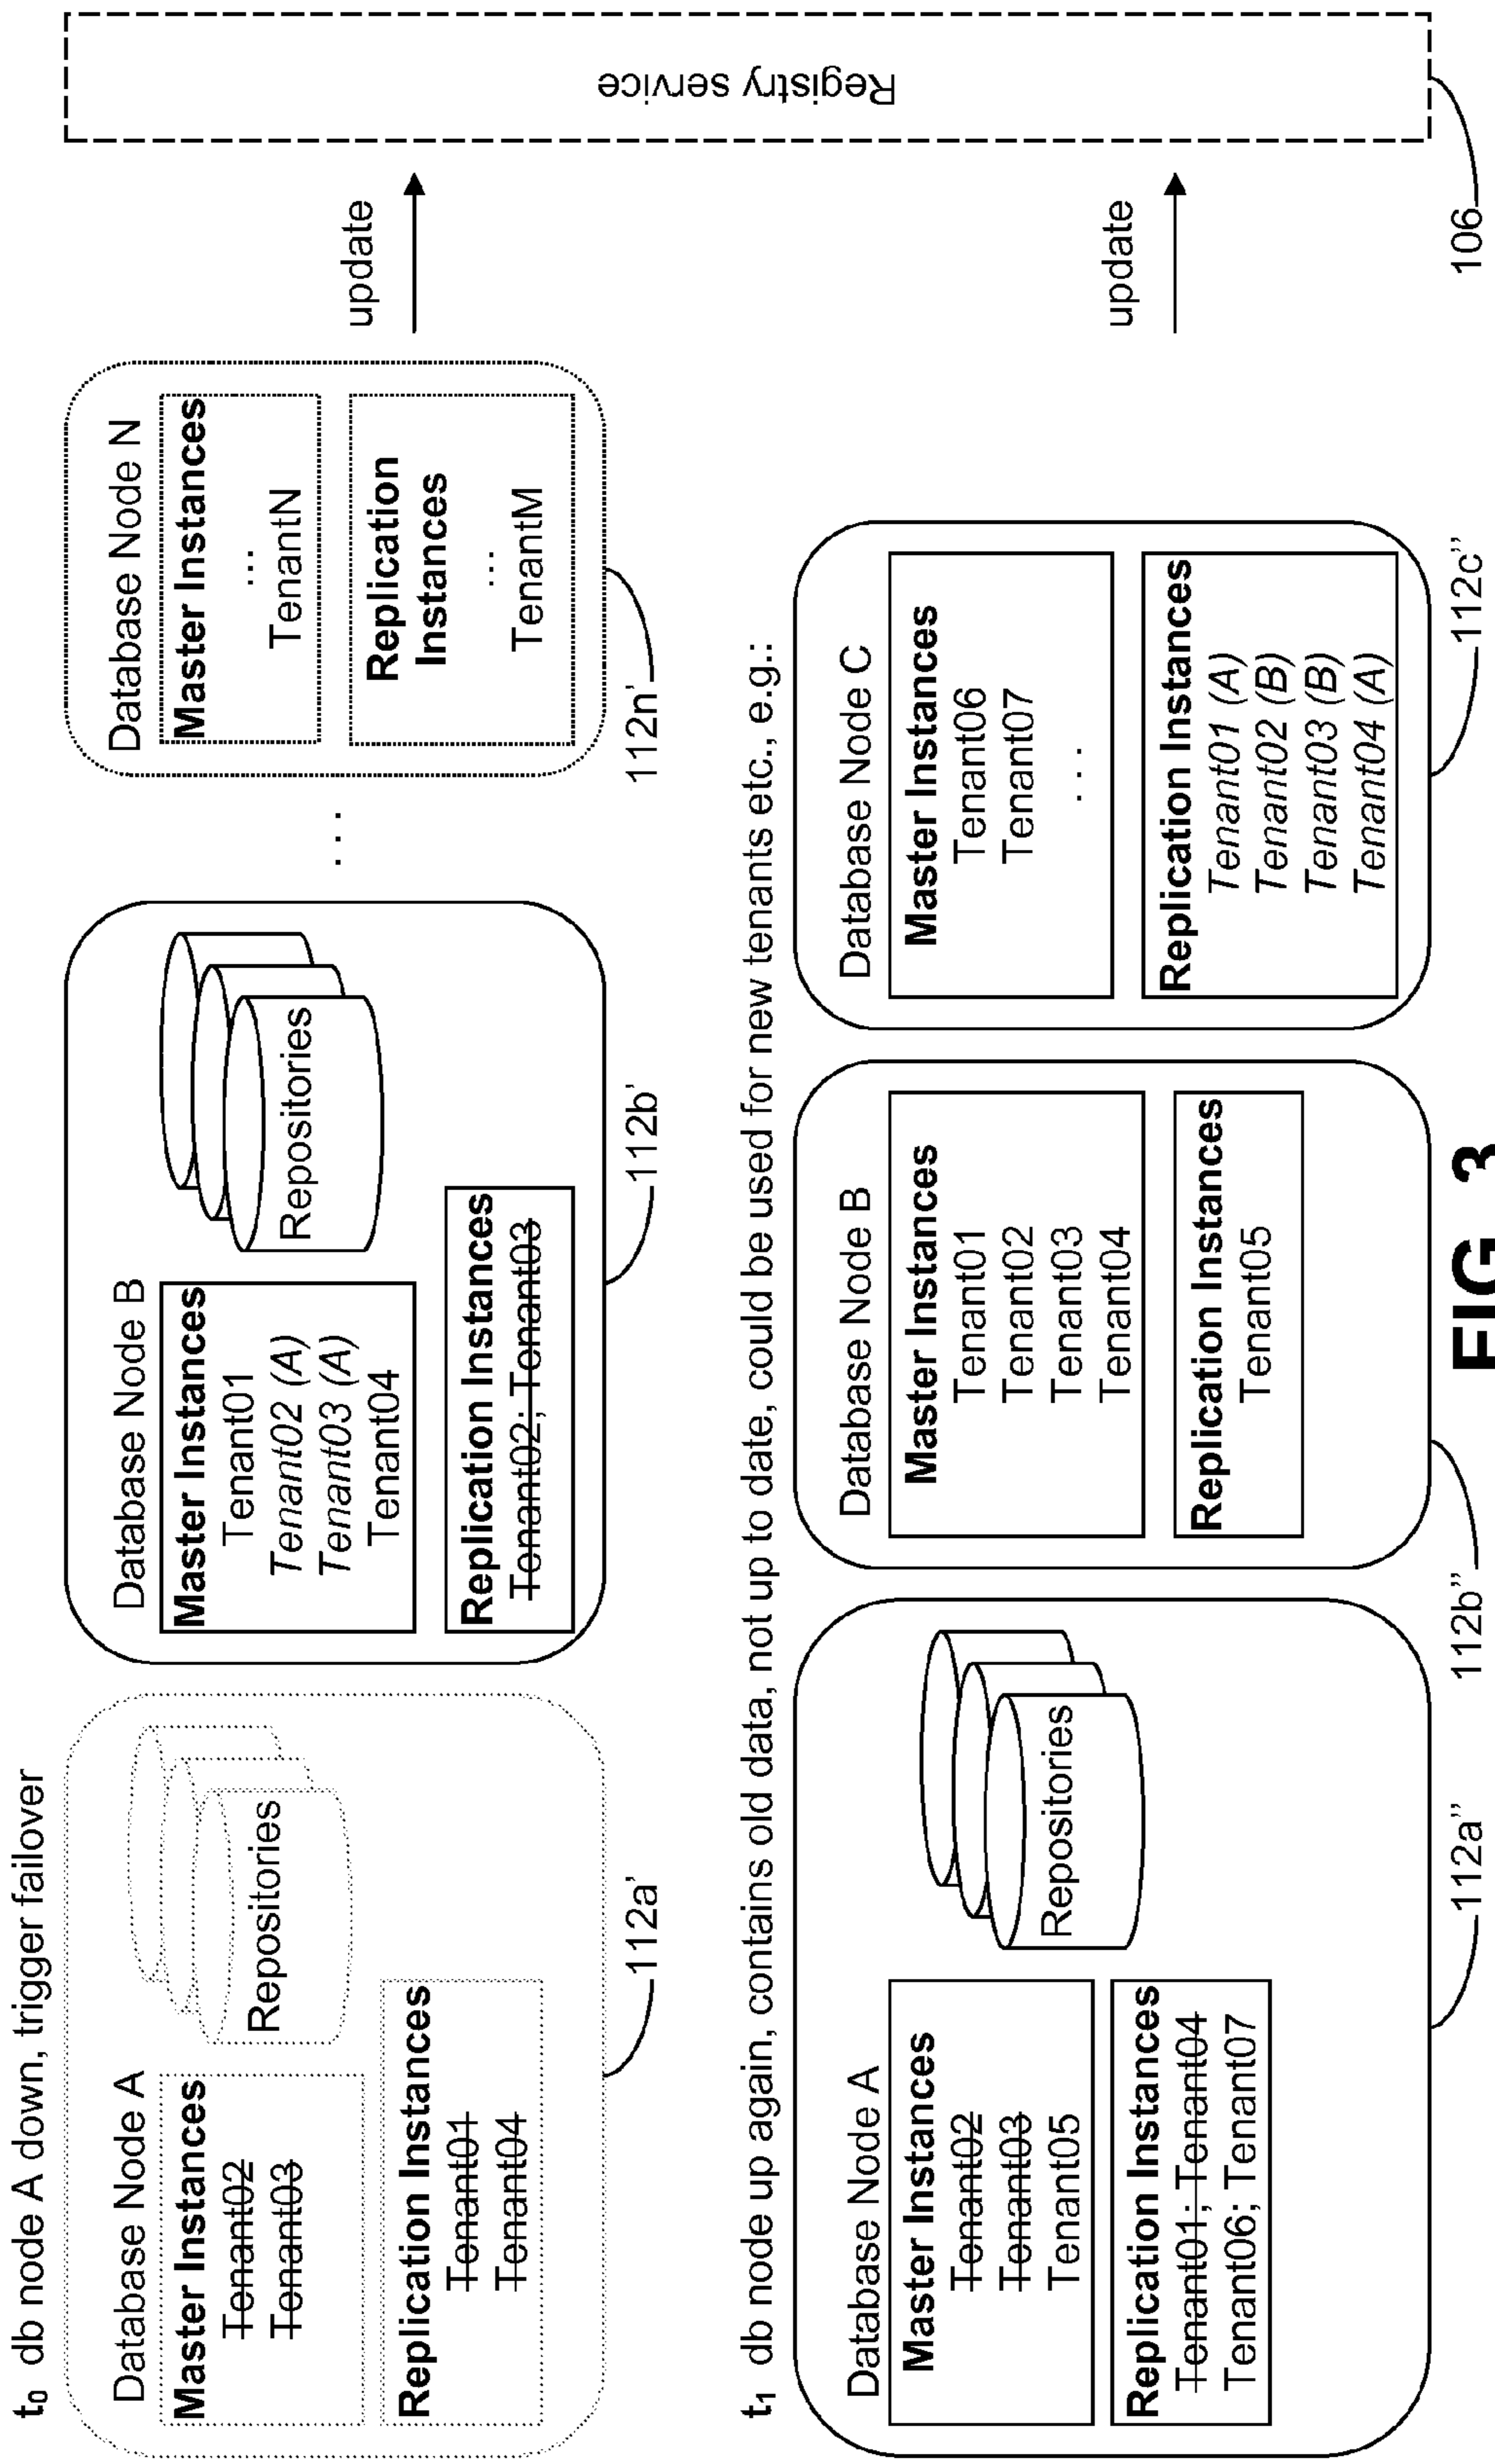 t0 db node A down, trigger failover
Database Node A
Master Instances
Tenant02
Tenant03
Repositories
Replication Instances
Tenant01
Tenant04
112a’
Database Node B
Master Instances
Tenant01
Tenant02 (A)
Tenant03 (A)
Tenant04
Repositories
Replication Instances
Tenant02; Tenant03
112b’
. . .
Database Node N
Master Instances
...
TenantN
Replication
Instances
...
TenantM
112n’
update
t1 db node up again, contains old data, not up to date, could be used for new tenants etc., e.g.:
Database Node A
Master Instances
Tenant02
Tenant03
Tenant05
Repositories
Replication Instances
Tenant01; Tenant04
Tenant06; Tenant07
112a”
Database Node B
Master Instances
Tenant01
Tenant02
Tenant03
Tenant04
Replication Instances
Tenant05
112b”
Database Node C
Master Instances
Tenant06
Tenant07
. . .
Replication Instances
Tenant01 (A)
Tenant02 (B)
Tenant03 (B)
Tenant04 (A)
112c”
update
Registry service
106
FIG. 3